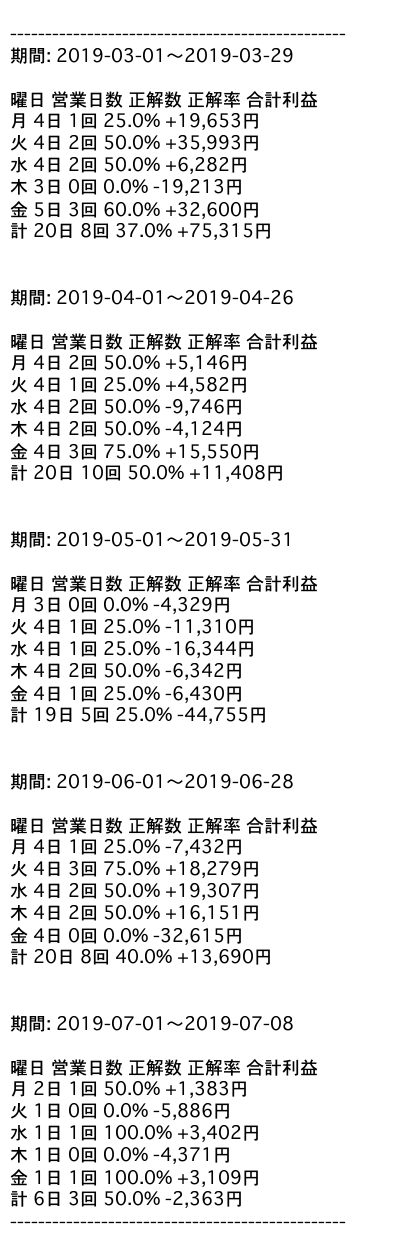 ------------------------------------------------
期間: 2019-03-01～2019-03-29
曜日 営業日数 正解数 正解率 合計利益
月 4日 1回 25.0% +19,653円
火 4日 2回 50.0% +35,993円
水 4日 2回 50.0% +6,282円
木 3日 0回 0.0% -19,213円
金 5日 3回 60.0% +32,600円
計 20日 8回 37.0% +75,315円
期間: 2019-04-01～2019-04-26
曜日 営業日数 正解数 正解率 合計利益
月 4日 2回 50.0% +5,146円
火 4日 1回 25.0% +4,582円
水 4日 2回 50.0% -9,746円
木 4日 2回 50.0% -4,124円
金 4日 3回 75.0% +15,550円
計 20日 10回 50.0% +11,408円
期間: 2019-05-01～2019-05-31
曜日 営業日数 正解数 正解率 合計利益
月 3日 0回 0.0% -4,329円
火 4日 1回 25.0% -11,310円
水 4日 1回 25.0% -16,344円
木 4日 2回 50.0% -6,342円
金 4日 1回 25.0% -6,430円
計 19日 5回 25.0% -44,755円
期間: 2019-06-01～2019-06-28
曜日 営業日数 正解数 正解率 合計利益
月 4日 1回 25.0% -7,432円
火 4日 3回 75.0% +18,279円
水 4日 2回 50.0% +19,307円
木 4日 2回 50.0% +16,151円
金 4日 0回 0.0% -32,615円
計 20日 8回 40.0% +13,690円
期間: 2019-07-01～2019-07-08
曜日 営業日数 正解数 正解率 合計利益
月 2日 1回 50.0% +1,383円
火 1日 0回 0.0% -5,886円
水 1日 1回 100.0% +3,402円
木 1日 0回 0.0% -4,371円
金 1日 1回 100.0% +3,109円
計 6日 3回 50.0% -2,363円
------------------------------------------------